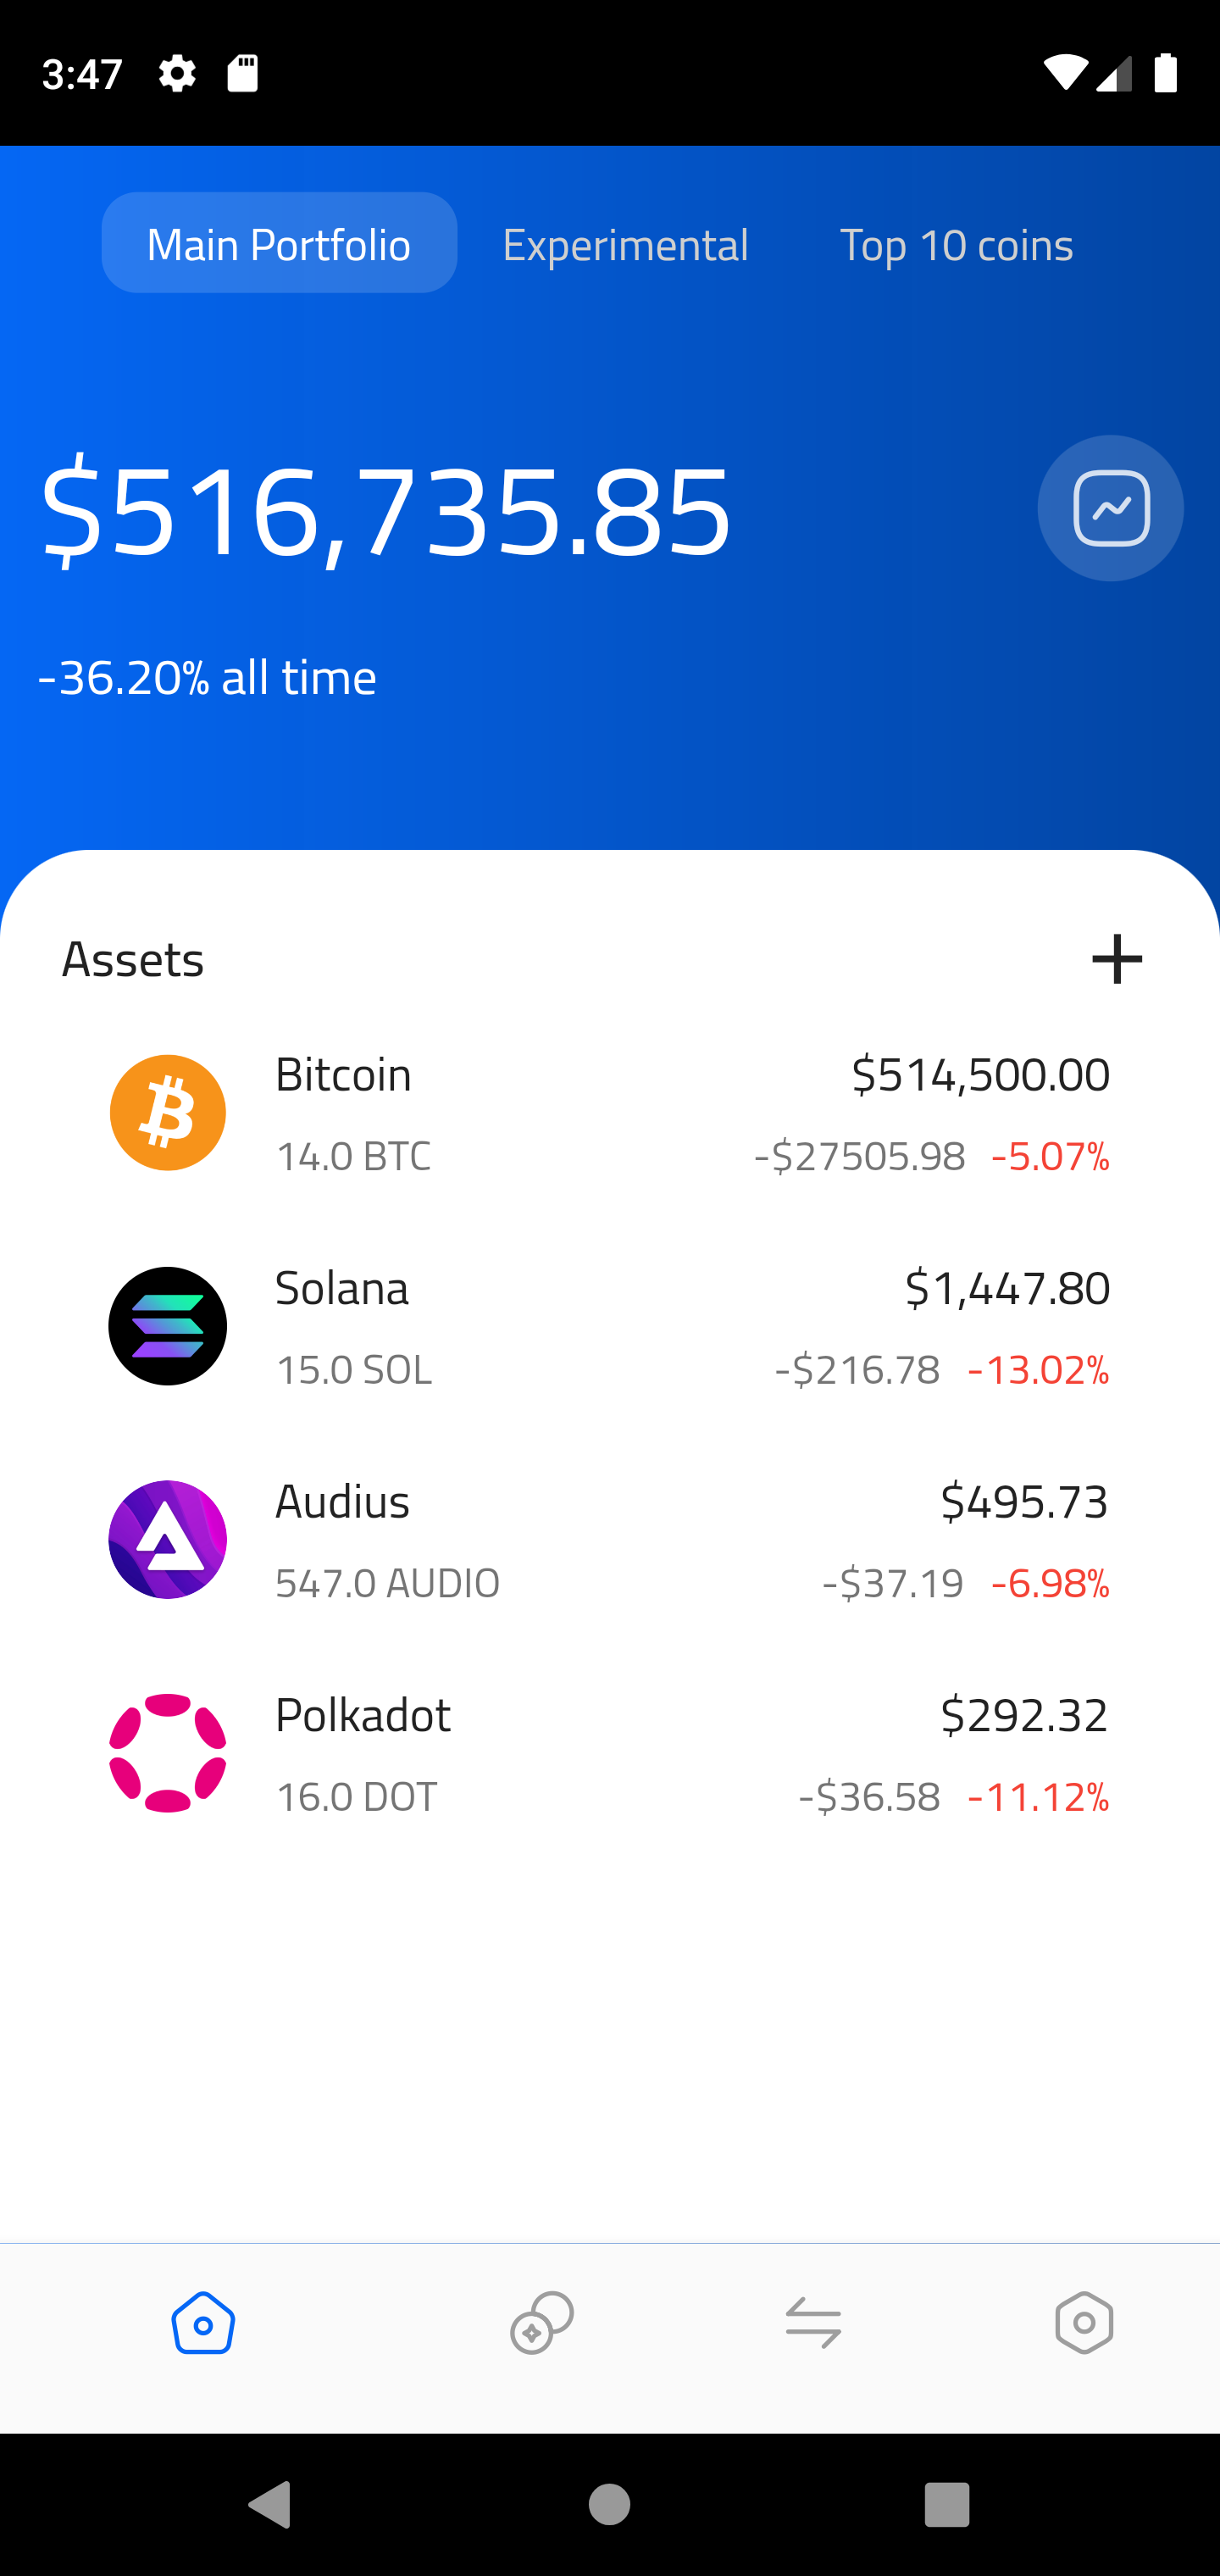 3:47
Main Portfolio Experimental Top 10 coins
$516,735.85
-36.20% all time
Assets
Bitcoin $514,500.00
14.0 BTC -$27505.98 -5.07%
Solana $1,447.80
15.0 SOL -$216.78 -13.02%
Audius $495.73
547.0 AUDIO -$37.19 -6.98%
Polkadot $292.32
16.0 DOT -$36.58 -11.12%